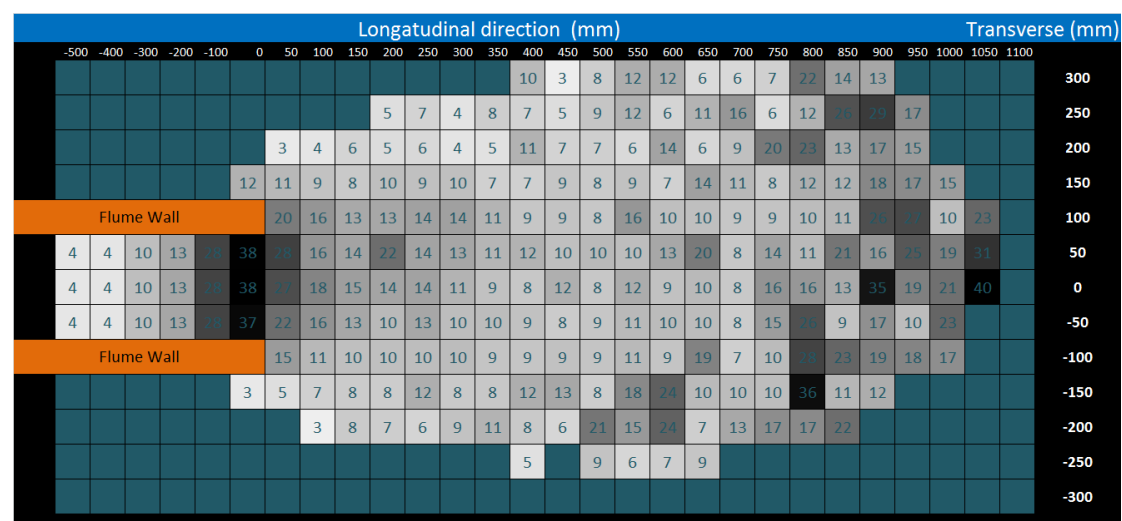 Longatudinal direction (mm) Transverse (mm)
-500 -400 -300 -200 -100 0 50 100 150 200 250 300 350 400 450 500 550 600 650 700 750 800 850 900 950 1000 1050 1100
10 3 8 12 12 6 6 7 22 14 13 300
5 7 4 8 7 5 9 12 6 11 16 6 12 26 29 17 250
3 4 6 5 6 4 5 11 7 7 6 14 6 9 20 23 13 17 15 200
12 11 9 8 10 9 10 7 7 9 8 9 7 14 11 8 12 12 18 17 15 150
Flume Wall 20 16 13 13 14 14 11 9 9 8 16 10 10 9 9 10 11 26 27 10 23 100
4 4 10 13 28 38 28 16 14 22 14 13 11 12 10 10 10 13 20 8 14 11 21 16 25 19 31 50
4 4 10 13 38 27 18 15 14 14 11 9 8 12 8 12 9 10 8 16 16 13 35 19 21 40 0
4 4 10 13 28 37 22 16 13 10 13 10 10 9 8 9 11 10 10 8 15 26 9 17 10 23 -50
Flume Wall 15 11 10 10 10 10 9 9 9 9 11 9 19 7 10 28 23 19 18 17 -100
3 5 7 8 8 12 8 8 12 13 8 18 24 10 10 10 36 11 12 -150
3 8 7 6 9 11 8 6 21 15 24 7 13 17 17 22 -200
5 9 6 7 9 -250
-300